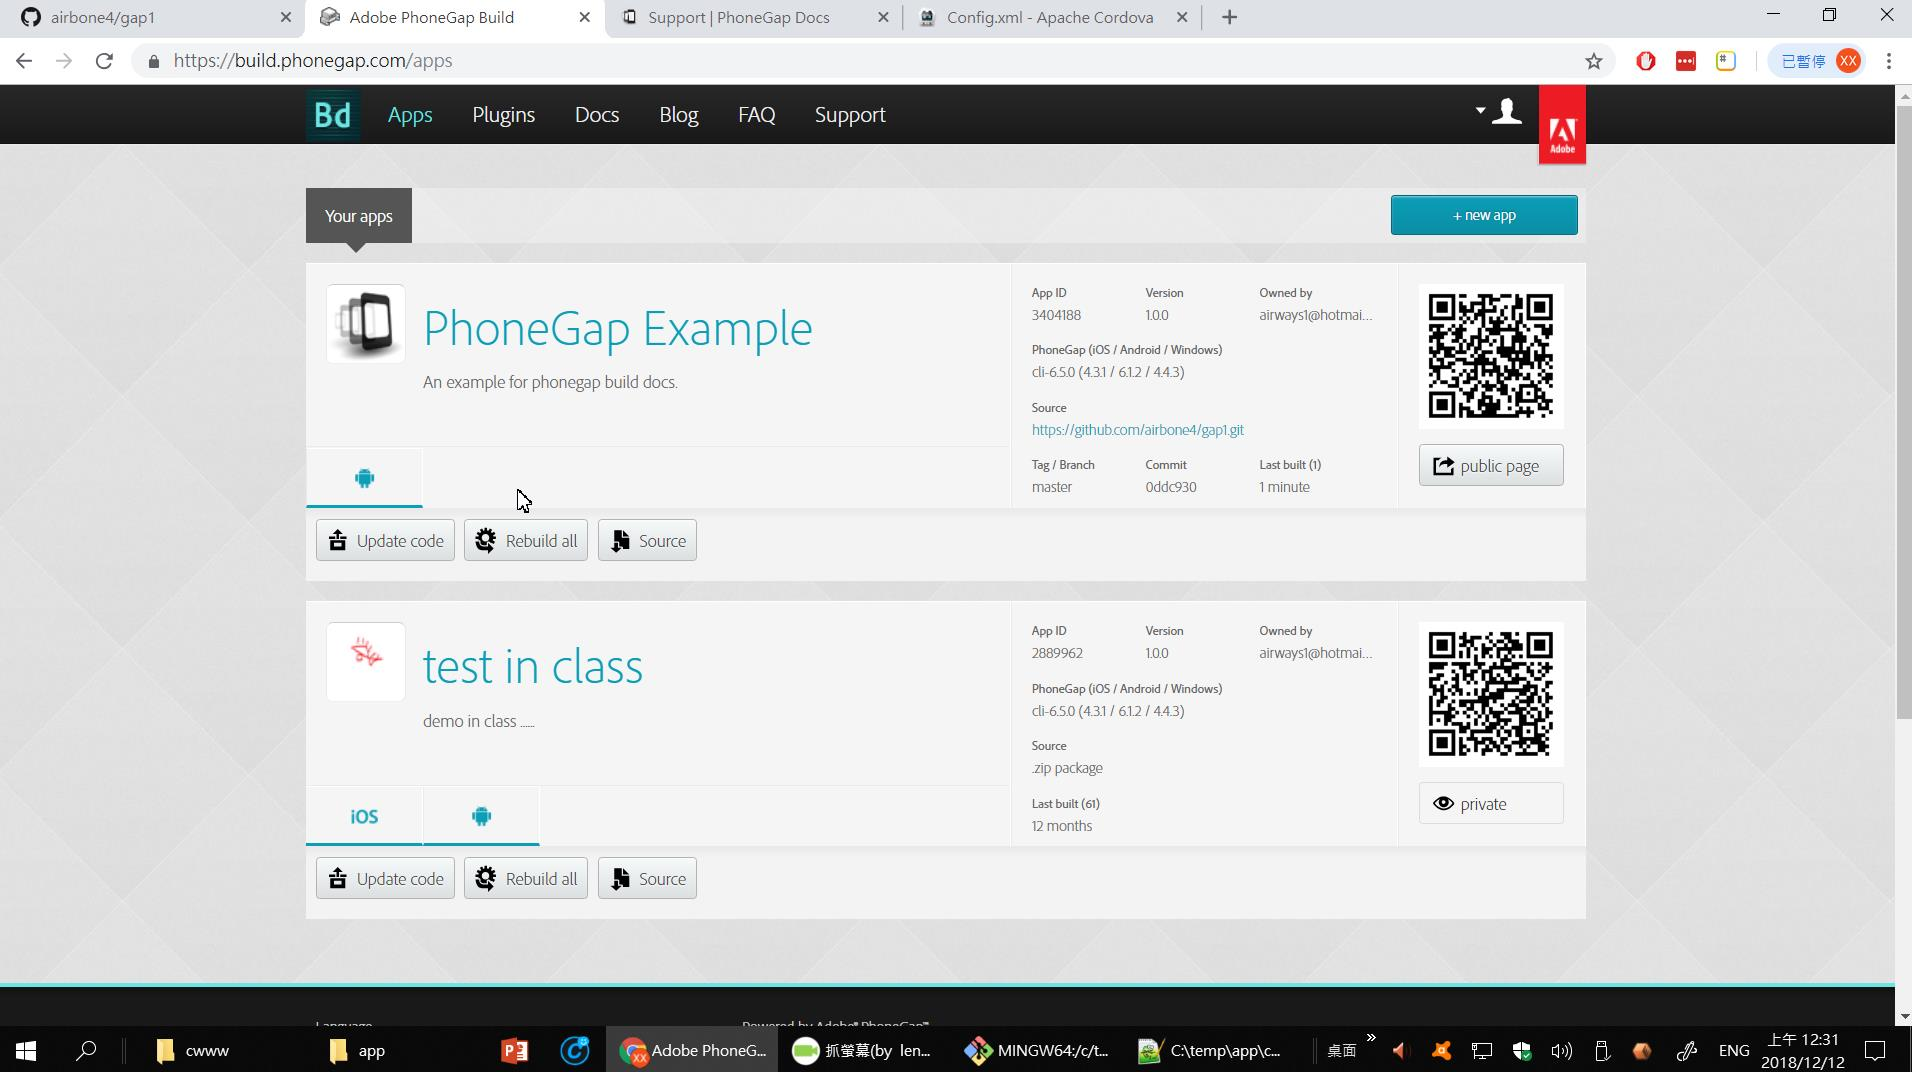 airbone4/gap1
Adobe PhoneGap Build
Support | PhoneGap Docs
Config.xml - Apache Cordova
https://build.phonegap.com/apps
已暫停
XX
Bd
Apps
Plugins
Docs
Blog
FAQ
Support
Adobe
Your apps
+ new app
PhoneGap Example
An example for phonegap build docs.
App ID
Version
Owned by
3404188
1.0.0
airways1@hotmai...
PhoneGap (iOS / Android / Windows)
cli-6.5.0 (4.3.1 / 6.1.2 / 4.4.3)
Source
https://github.com/airbone4/gap1.git
Tag / Branch
Commit
Last built (1)
master
0ddc930
1 minute
public page
Update code
Rebuild all
Source
test in class
demo in class ......
App ID
Version
Owned by
2889962
1.0.0
airways1@hotmai...
PhoneGap (iOS / Android / Windows)
cli-6.5.0 (4.3.1 / 6.1.2 / 4.4.3)
Source
.zip package
Last built (61)
12 months
private
iOS
Update code
Rebuild all
Source
Language
Powered by Adobe® PhoneGap™
cwww
app
Adobe PhoneG...
抓螢幕(by len...
MINGW64:/c/t...
C:\temp\app\c...
桌面
ENG
上午 12:31
2018/12/12